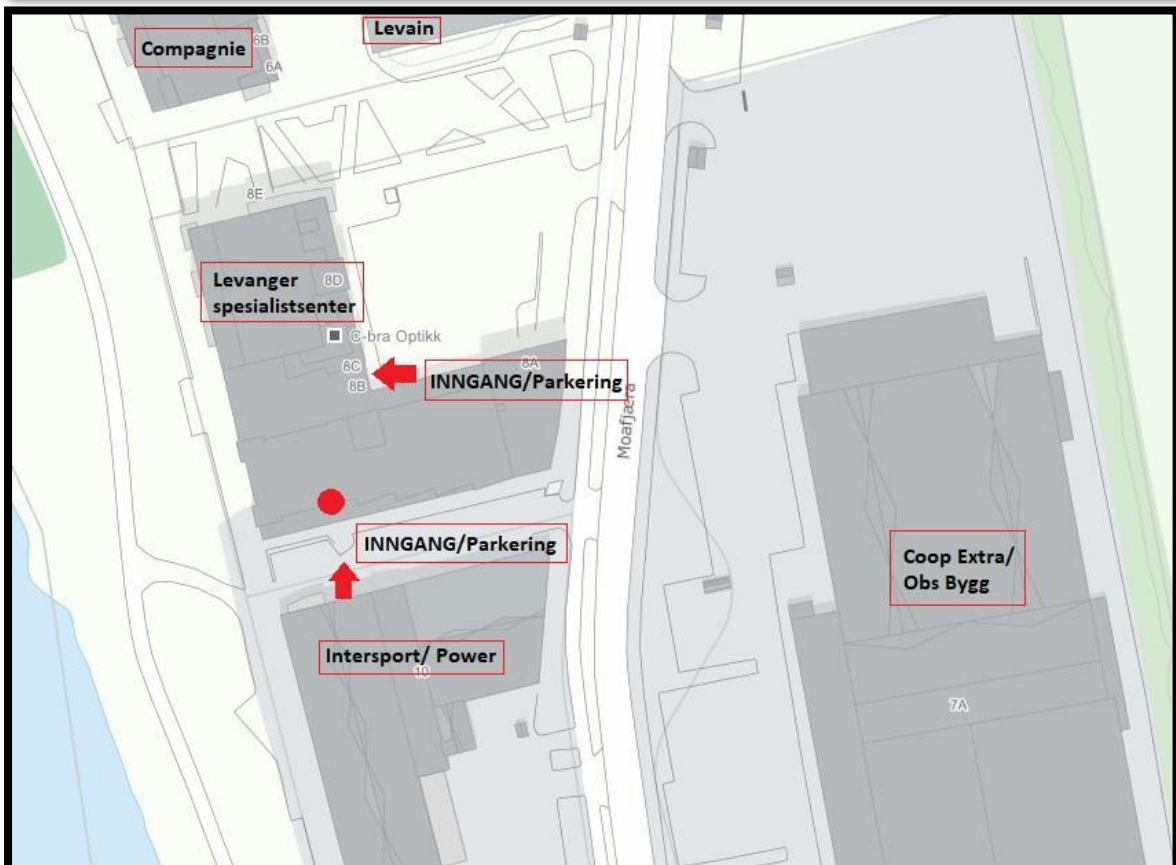 Levain
Compagnie
6B
6A
8E
Levanger
spesialistsenter
8D
C-bra Optikk
8C
8B
8A
INNGANG/Parkering
Moafjæra
INNGANG/Parkering
Coop Extra/
Obs Bygg
Intersport/ Power
10
7A